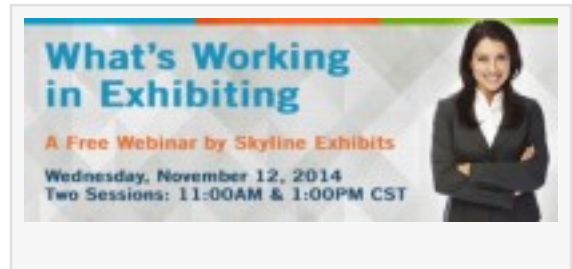 What's Working
in Exhibiting
A Free Webinar by Skyline Exhibits
Wednesday, November 12, 2014
Two Sessions: 11:00AM & 1:00PM CST